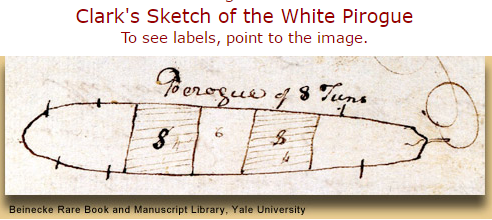 Clark's Sketch of the White Pirogue
To see labels, point to the image.
Perogue of 8 Tuns
8 4 6 8
4
Beinecke Rare Book and Manuscript Library, Yale University